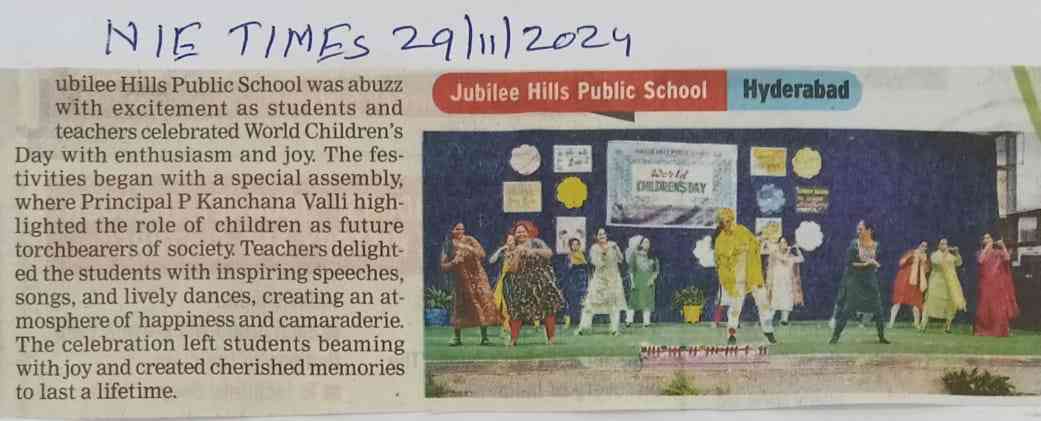 NIE TIMES 29/11/2024
Jubilee Hills Public School was abuzz
with excitement as students and
teachers celebrated World Children's
Day with enthusiasm and joy. The fes-
tivities began with a special assembly,
where Principal P Kanchana Valli high-
lighted the role of children as future
torchbearers of society. Teachers delight-
ed the students with inspiring speeches,
songs, and lively dances, creating an at-
mosphere of happiness and camaraderie.
The celebration left students beaming
with joy and created cherished memories
to last a lifetime.
Jubilee Hills Public School Hyderabad
World
CHILDREN'S DAY